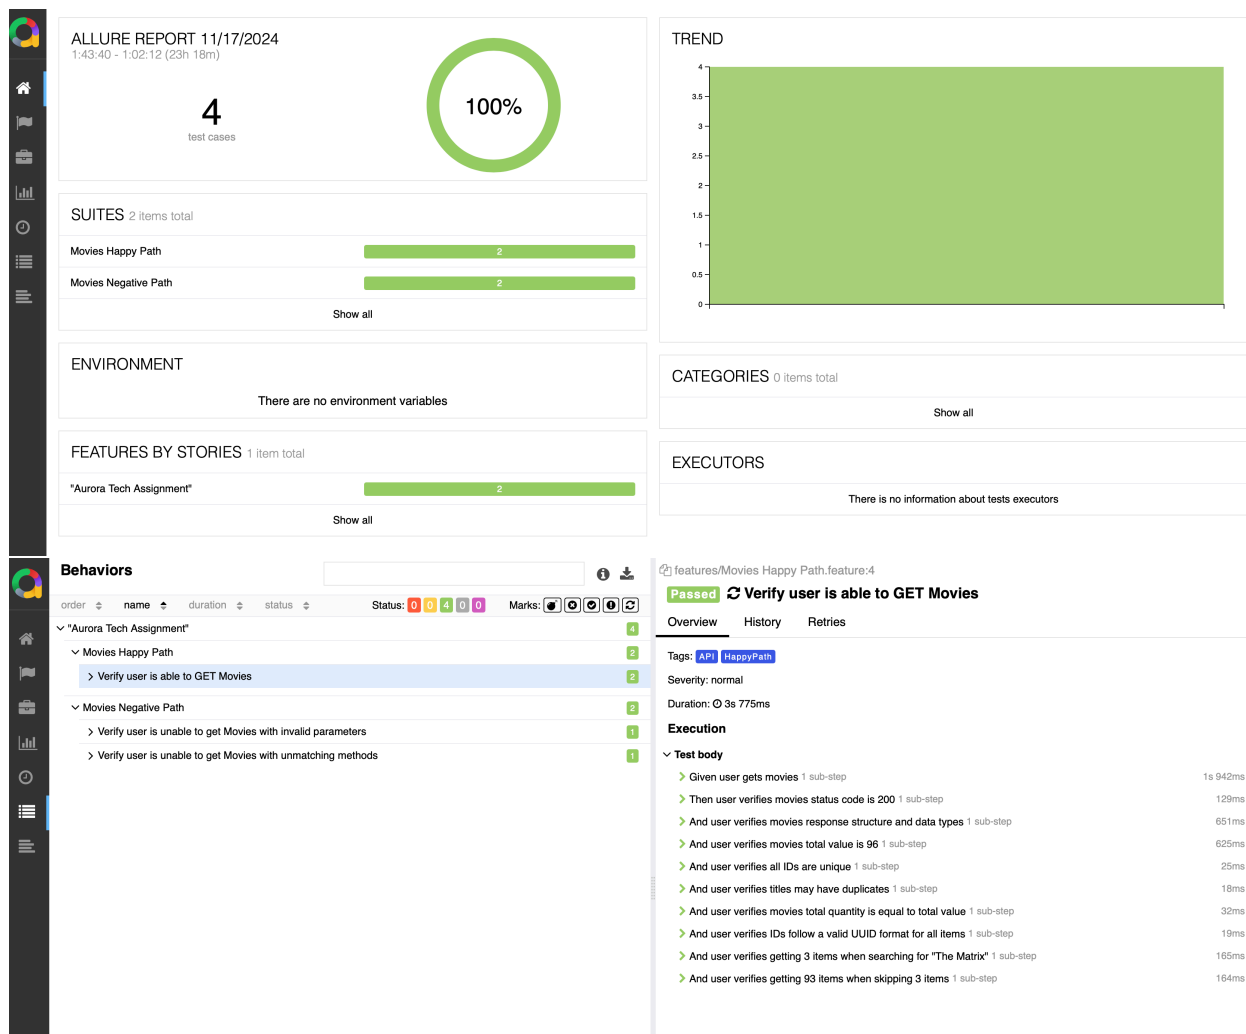 ALLURE REPORT 11/17/2024
1:43:40 - 1:02:12 (23h 18m)
4
test cases
100%
SUITES 2 items total
Movies Happy Path 2
Movies Negative Path 2
Show all
ENVIRONMENT
There are no environment variables
FEATURES BY STORIES 1 item total
"Aurora Tech Assignment" 2
Show all
TREND
4
3.5
3
2.5
2
1.5
1
0.5
0
CATEGORIES 0 items total
Show all
EXECUTORS
There is no information about tests executors
Behaviors
order name duration status Status: 0 0 4 0 0 Marks:
"Aurora Tech Assignment" 4
Movies Happy Path 2
Verify user is able to GET Movies 2
Movies Negative Path 2
Verify user is unable to get Movies with invalid parameters 1
Verify user is unable to get Movies with unmatching methods 1
features/Movies Happy Path.feature:4
Passed Verify user is able to GET Movies
Overview History Retries
Tags: API HappyPath
Severity: normal
Duration: 3s 775ms
Execution
Test body
Given user gets movies 1 sub-step 1s 942ms
Then user verifies movies status code is 200 1 sub-step 129ms
And user verifies movies response structure and data types 1 sub-step 651ms
And user verifies movies total value is 96 1 sub-step 625ms
And user verifies all IDs are unique 1 sub-step 25ms
And user verifies titles may have duplicates 1 sub-step 18ms
And user verifies movies total quantity is equal to total value 1 sub-step 32ms
And user verifies IDs follow a valid UUID format for all items 1 sub-step 19ms
And user verifies getting 3 items when searching for "The Matrix" 1 sub-step 165ms
And user verifies getting 93 items when skipping 3 items 1 sub-step 164ms